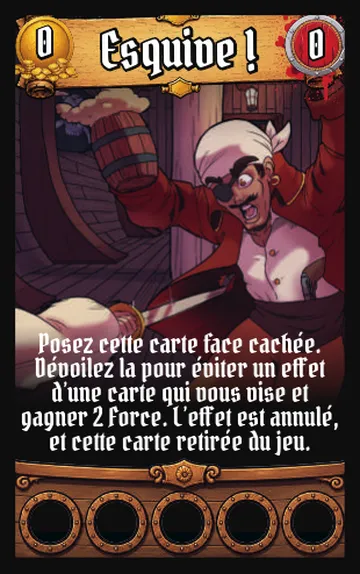 0
Esquive !
0
Posez cette carte face cachée.
Dévoilez la pour éviter un effet
d'une carte qui vous vise et
gagner 2 Force. L'effet est annulé,
et cette carte retirée du jeu.